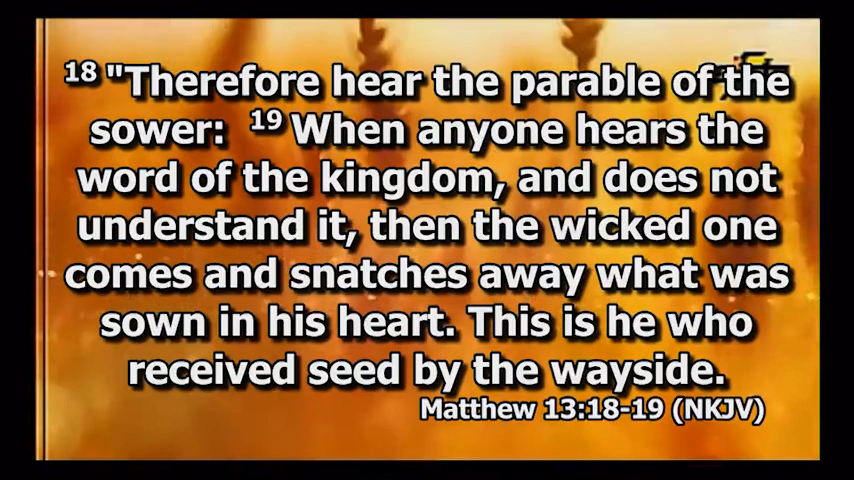 18 "Therefore hear the parable of the
sower: 19 When anyone hears the
word of the kingdom, and does not
understand it, then the wicked one
comes and snatches away what was
sown in his heart. This is he who
received seed by the wayside.
Matthew 13:18-19 (NKJV)